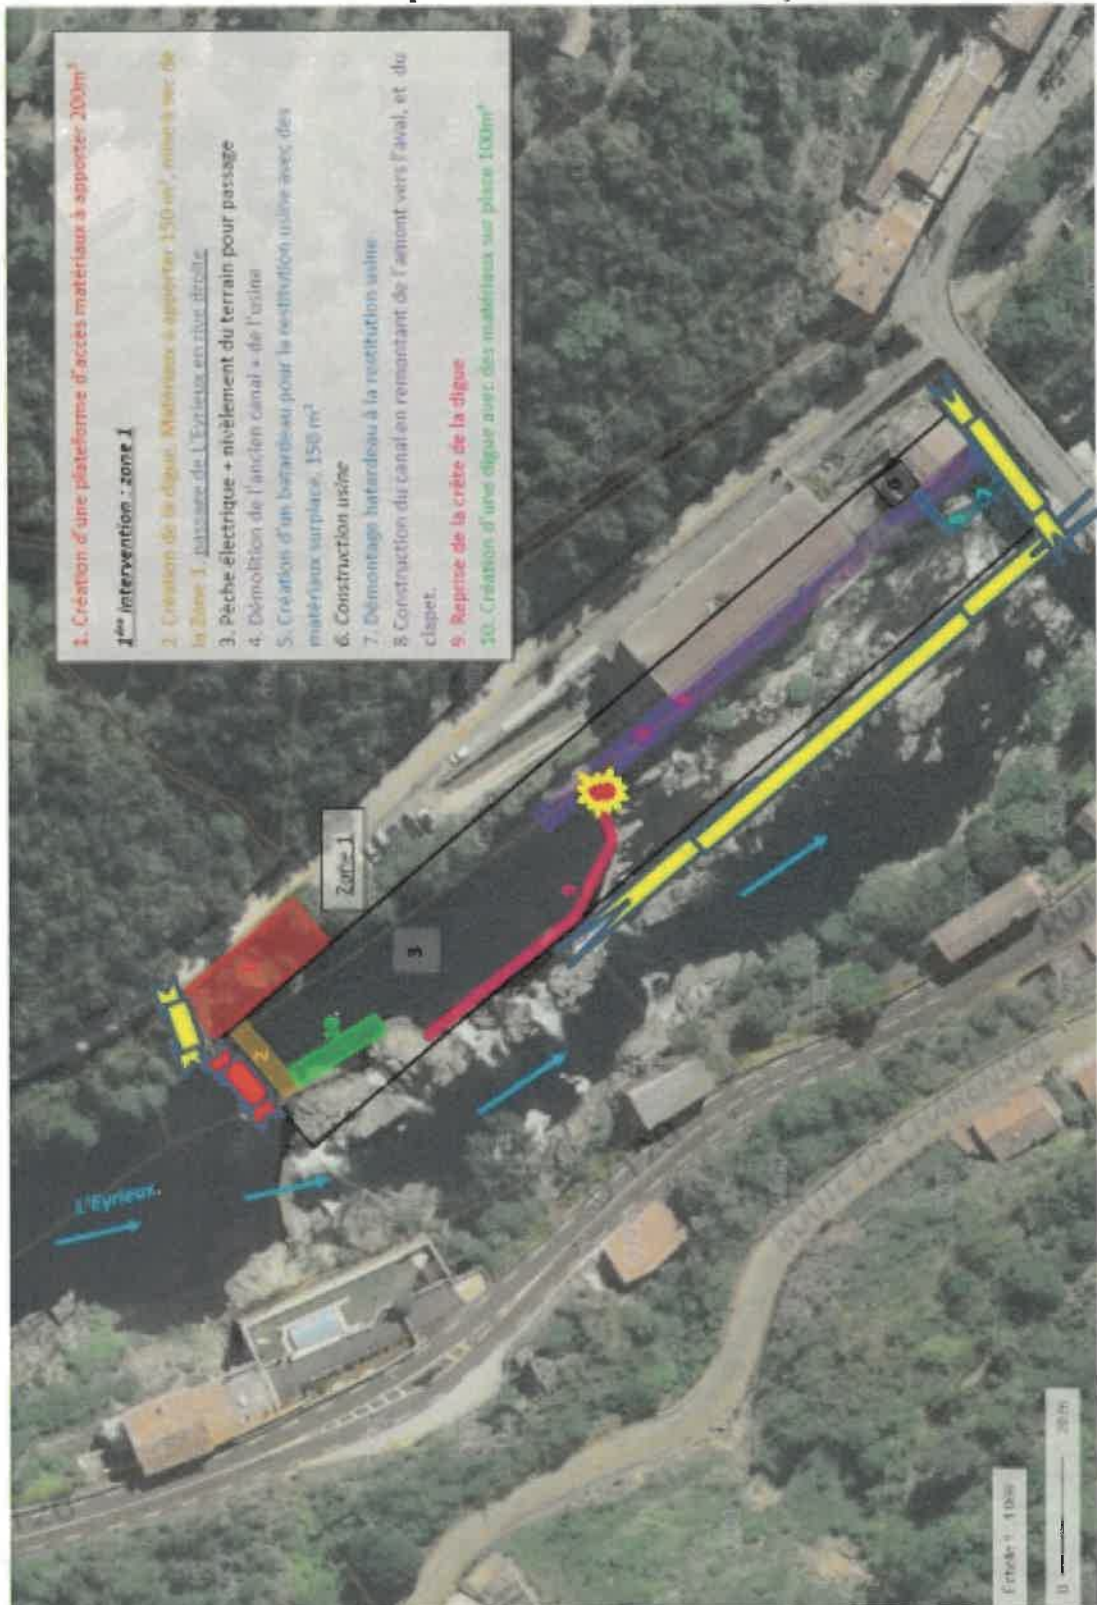 1. Création d'une plateforme d'accès matériaux à apporter 200m³
1ère intervention : zone 1
2. Création de la digue. Matériaux à apporter 150 m³, mise à sec de
la Zone 1, passée de L'Eyrieux en rive droite
3. Pêche électrique + nivèlement du terrain pour passage
4. Démolition de l'ancien canal + de l'usine
5. Création d'un batardeau pour la restitution usine avec des
matériaux surplace, 150 m³
6. Construction usine
7. Démontage batardeau à la restitution usine
8 Construction du canal en remontant de l'amont vers l'aval, et du
clapet.
9. Reprise de la crête de la digue
10. Création d'une digue avec des matériaux sur place 100m³
Zone 1
L'Eyrieux.
2
10.
3
9
6